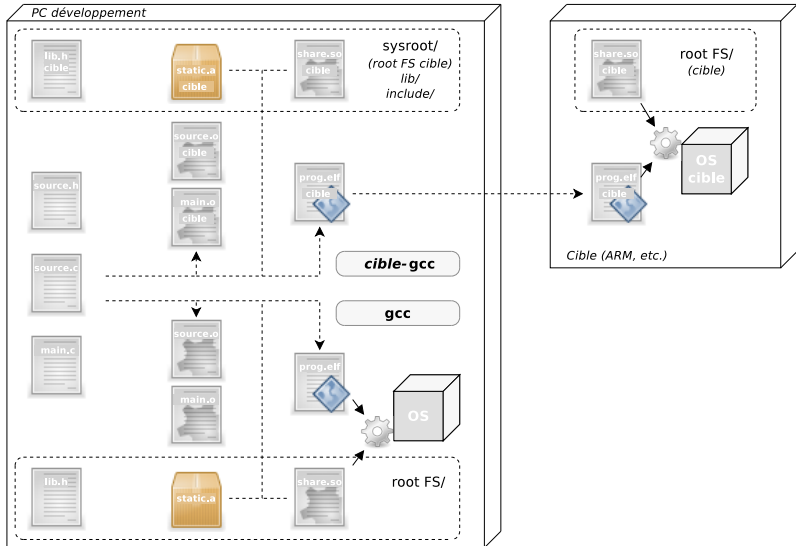 PC développement
lib.h
cible
static.a
cible
share.so
cible
sysroot/
(root FS cible)
lib/
include/
source.o
cible
source.h
main.o
cible
prog.elf
cible
source.c
cible-gcc
gcc
main.c
source.o
main.o
prog.elf
OS
lib.h
static.a
share.so
root FS/
share.so
cible
root FS/
(cible)
OS
cible
prog.elf
cible
Cible (ARM, etc.)